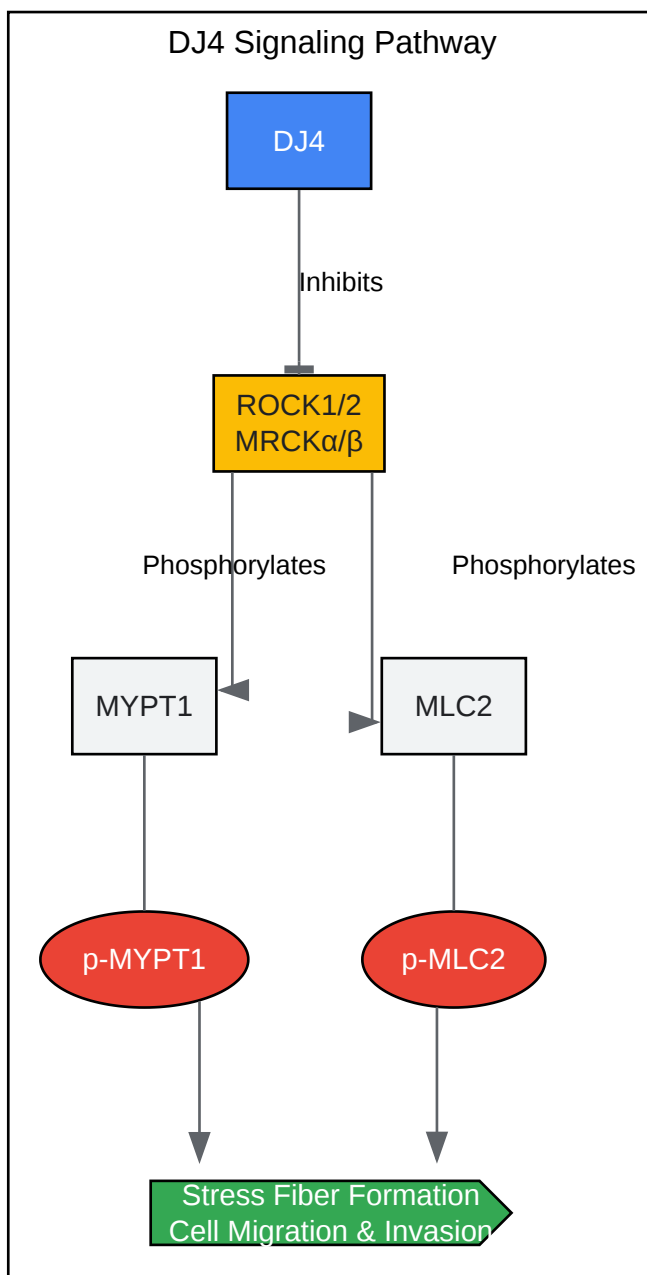 DJ4 Signaling Pathway
DJ4
Inhibits
ROCK1/2
MRCKα/β
Phosphorylates
Phosphorylates
MYPT1
MLC2
p-MYPT1
p-MLC2
Stress Fiber Formation
Cell Migration & Invasion